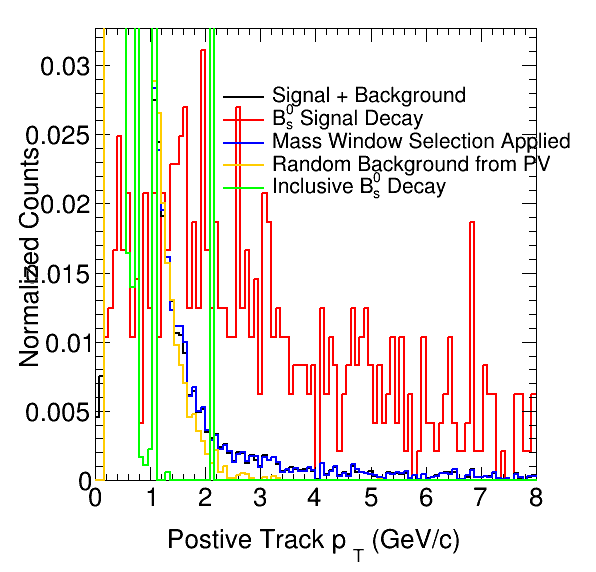 Normalized Counts
0.03
0.025
0.02
0.015
0.01
0.005
0
Signal + Background
B⁰ₛ Signal Decay
Mass Window Selection Applied
Random Background from PV
Inclusive B⁰ₛ Decay
0 1 2 3 4 5 6 7 8
Postive Track p_T (GeV/c)